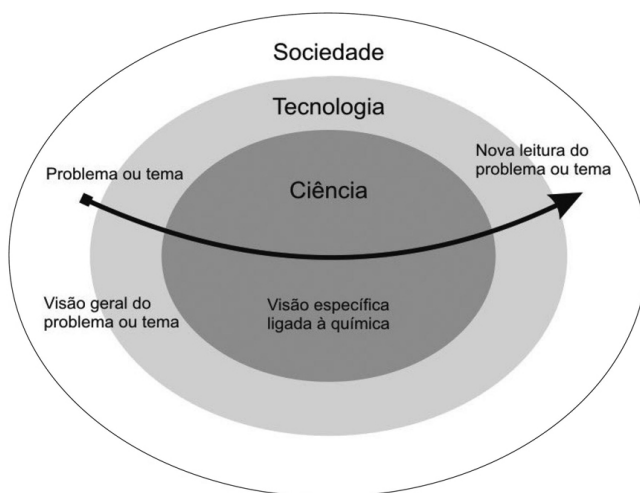 Sociedade
Tecnologia
Nova leitura do
problema ou tema
Problema ou tema
Ciência
Visão geral do
problema ou tema
Visão específica
ligada à química